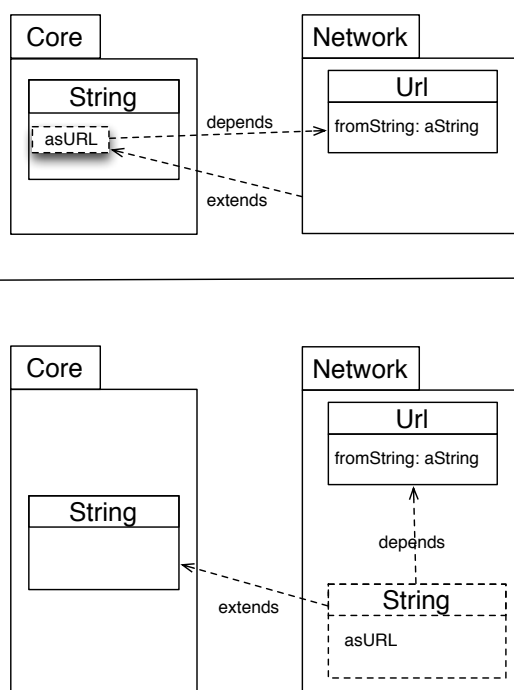 Core
Network
String
Url
asURL
depends
fromString: aString
extends
Core
Network
Url
fromString: aString
String
depends
extends
String
asURL